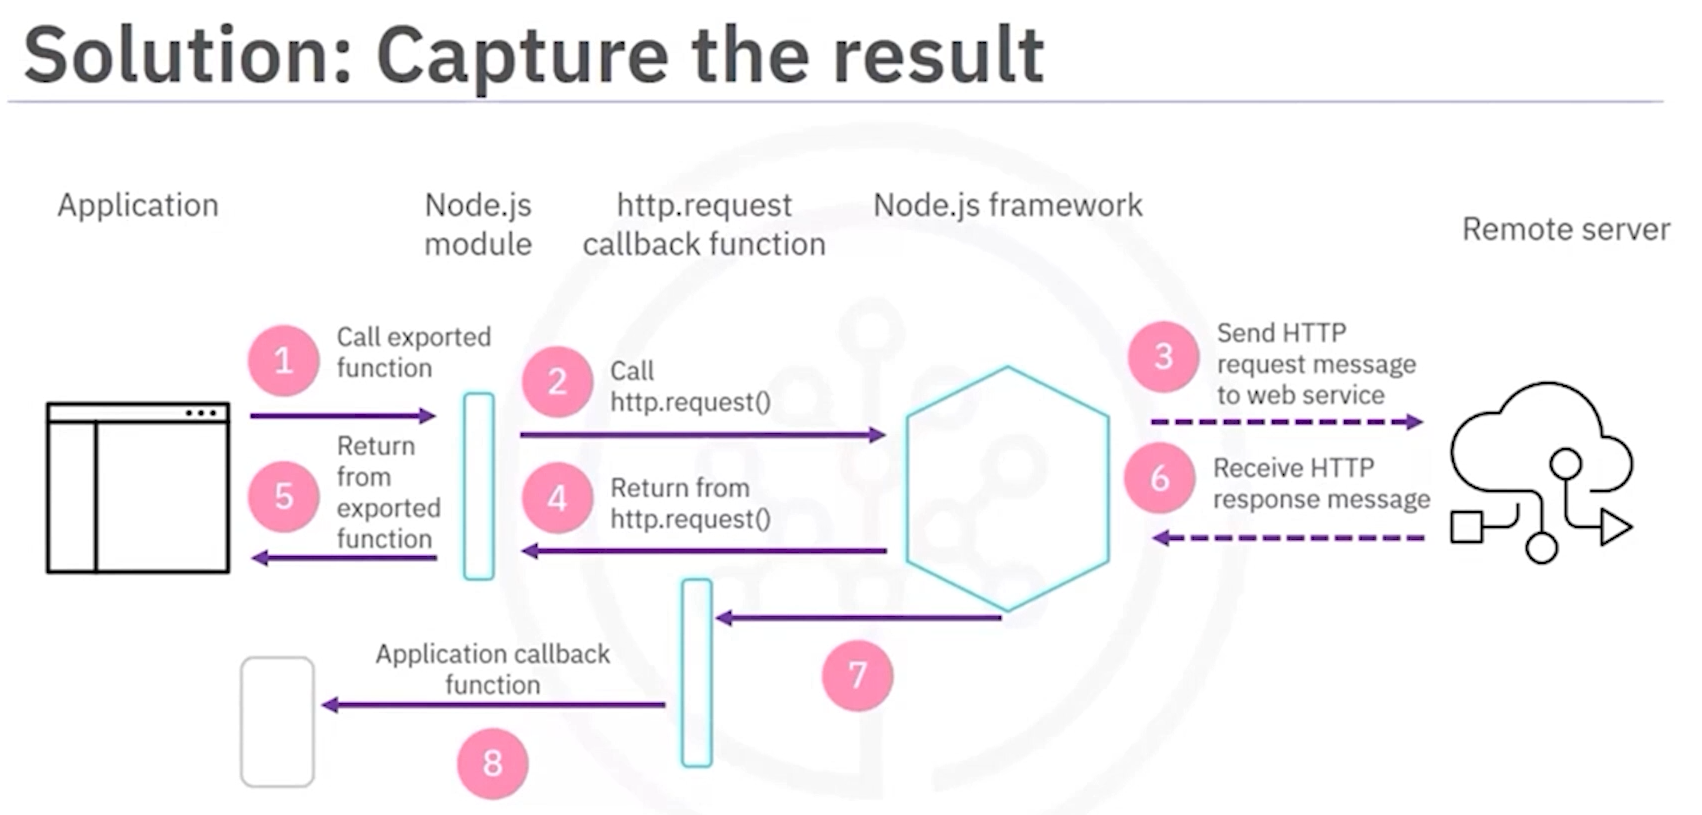 Solution: Capture the result
Application
Node.js
module
http.request
callback function
Node.js framework
Remote server
1
Call exported
function
2
Call
http.request()
3
Send HTTP
request message
to web service
5
Return
from
exported
function
4
Return from
http.request()
6
Receive HTTP
response message
7
Application callback
function
8